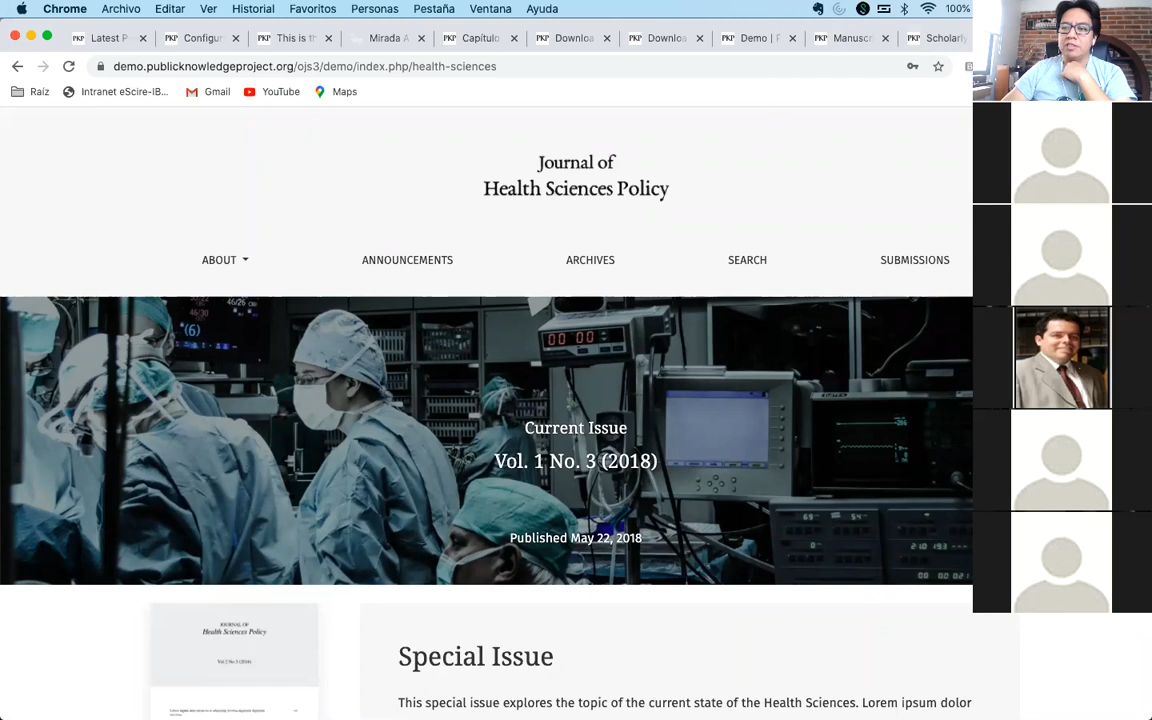 Chrome Archivo Editar Ver Historial Favoritos Personas Pestaña Ventana Ayuda 100%
Latest P Configur This is th Mirada A Capítulo Downloa Downloa Demo | P Manuscri Scholarly
demo.publicknowledgeproject.org/ojs3/demo/index.php/health-sciences
Raíz Intranet eScire-IB... Gmail YouTube Maps
Journal of
Health Sciences Policy
ABOUT ANNOUNCEMENTS ARCHIVES SEARCH SUBMISSIONS
Current Issue
Vol. 1 No. 3 (2018)
Published May 22, 2018
JOURNAL OF
Health Sciences Policy
Special Issue
This special issue explores the topic of the current state of the Health Sciences. Lorem ipsum dolor